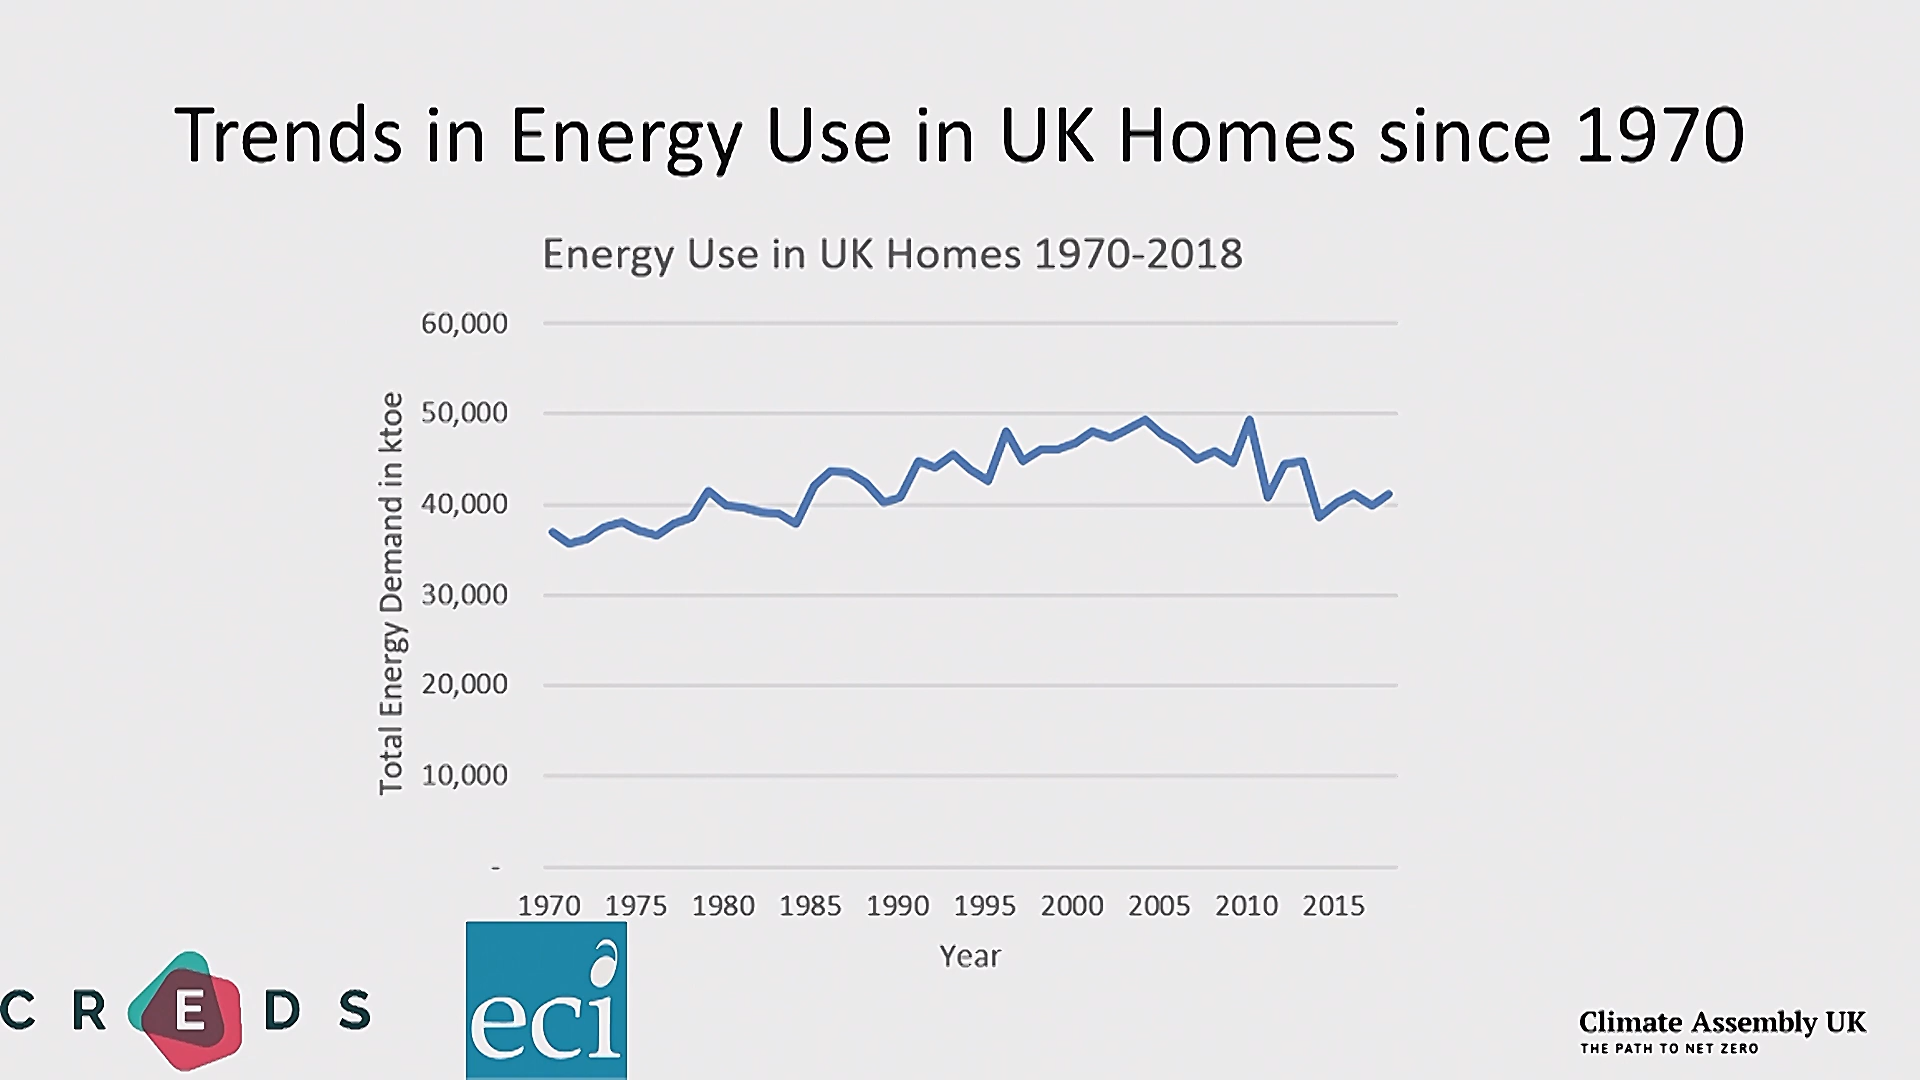 Trends in Energy Use in UK Homes since 1970
Energy Use in UK Homes 1970-2018
Total Energy Demand in ktoe
60,000
50,000
40,000
30,000
20,000
10,000
-
1970 1975 1980 1985 1990 1995 2000 2005 2010 2015
Year
CREDS
eci
Climate Assembly UK
THE PATH TO NET ZERO